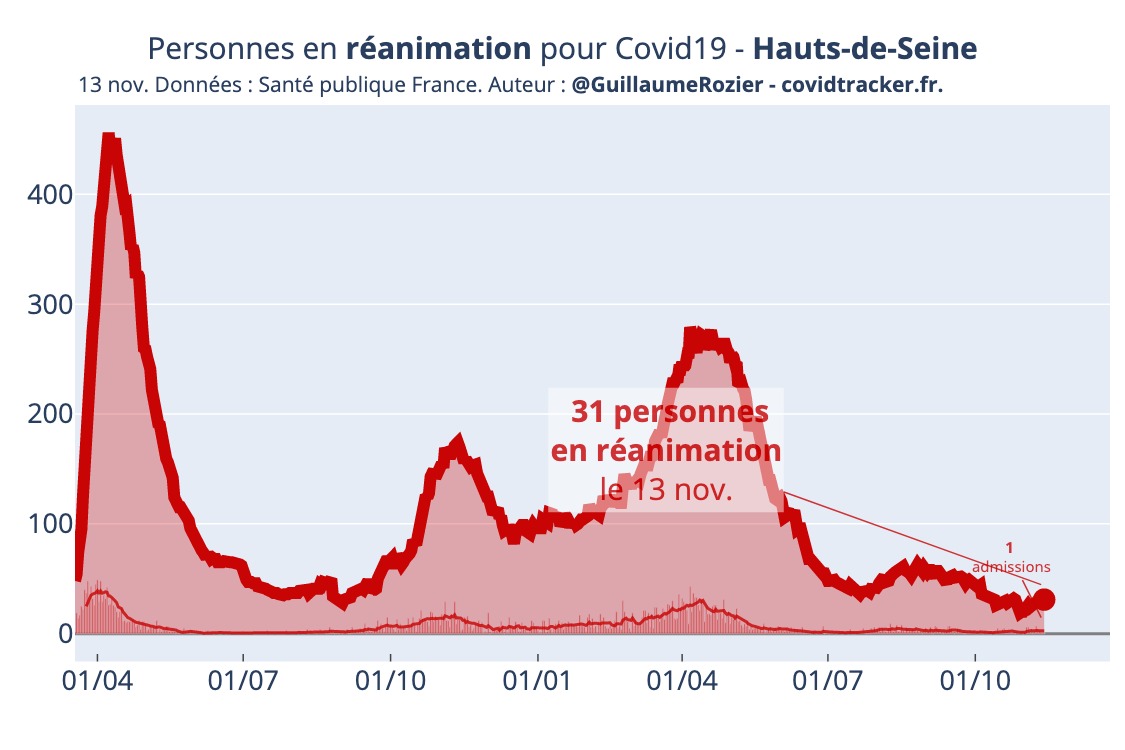 Personnes en réanimation pour Covid19 - Hauts-de-Seine
13 nov. Données : Santé publique France. Auteur : @GuillaumeRozier - covidtracker.fr.
400
300
200
100
0
31 personnes
en réanimation
le 13 nov.
1
admissions
01/04
01/07
01/10
01/01
01/04
01/07
01/10